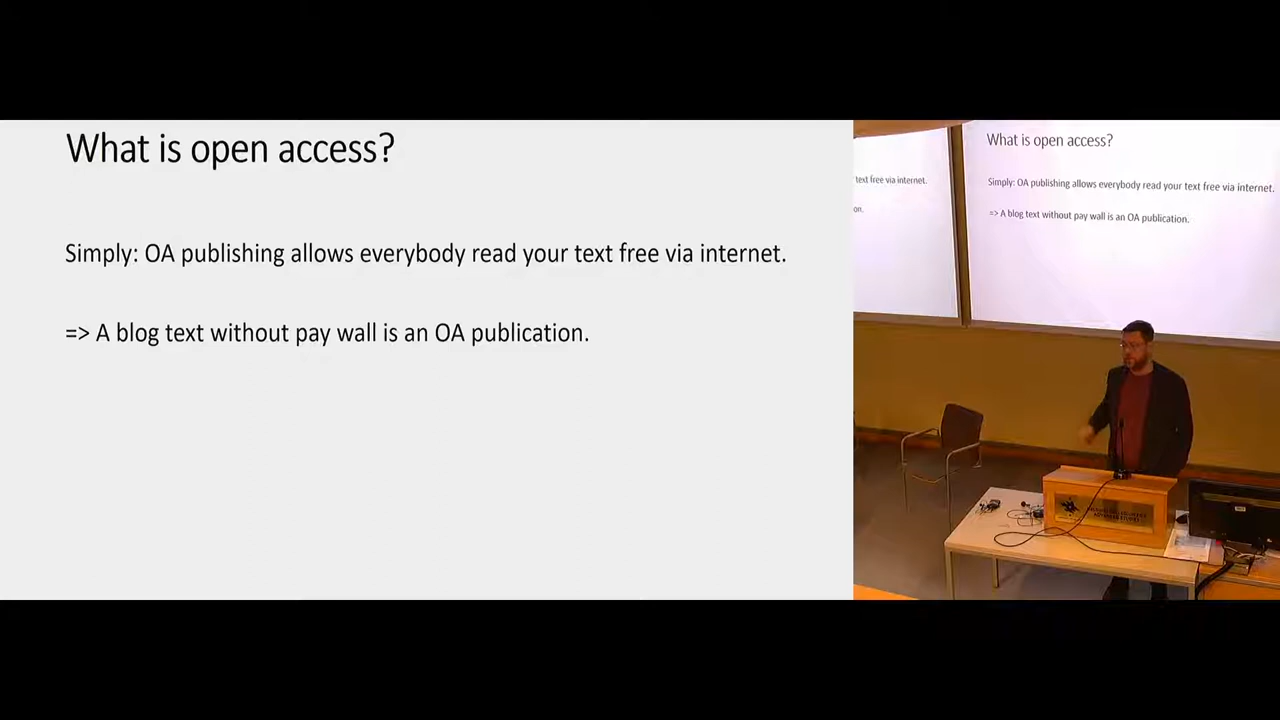 What is open access?
Simply: OA publishing allows everybody read your text free via internet.
=> A blog text without pay wall is an OA publication.
text free via internet.
on.
What is open access?
Simply: OA publishing allows everybody read your text free via internet.
=> A blog text without pay wall is an OA publication.